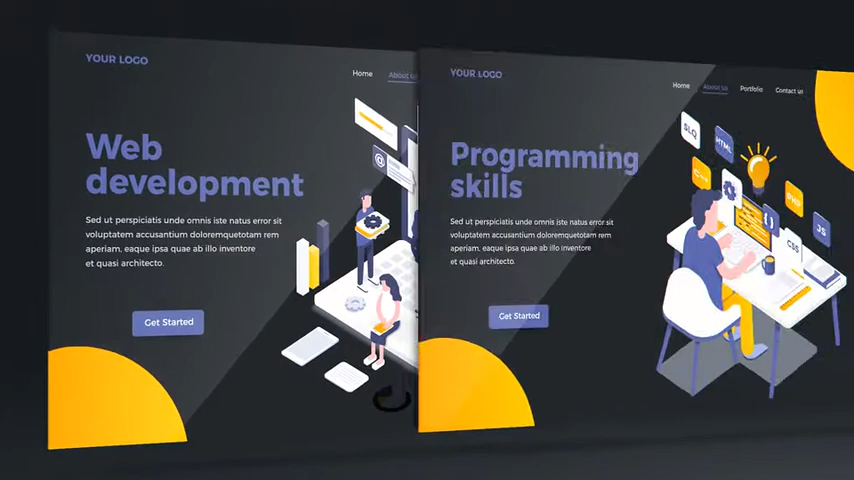 YOUR LOGO
Home
About us
Web
development
Sed ut perspiciatis unde omnis iste natus error sit
voluptatem accusantium doloremquetotam rem
aperiam, eaque ipsa quae ab illo inventore
et quasi architecto.
Get Started
YOUR LOGO
Home About us Portfolio Contact us
Programming
skills
Sed ut perspiciatis unde omnis iste natus error sit
voluptatem accusantium doloremquetotam rem
aperiam, eaque ipsa quae ab illo inventore
et quasi architecto.
Get Started
SLQ
HTML
C++
PHP
JS
{ }
CSS
@